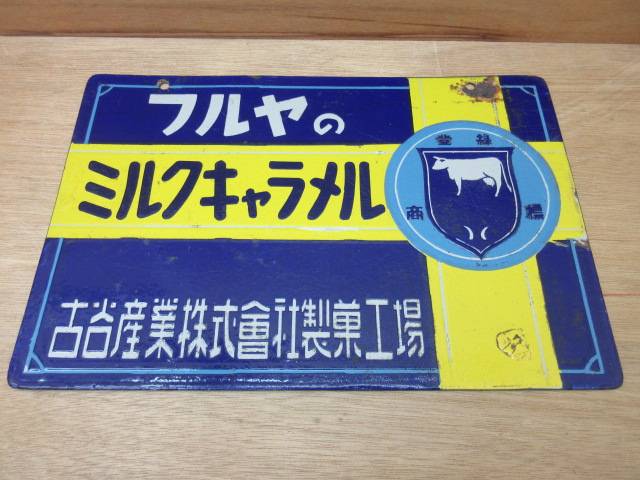 フルヤの
ミルクキャラメル
登録
商標
古谷産業株式會社製菓工場